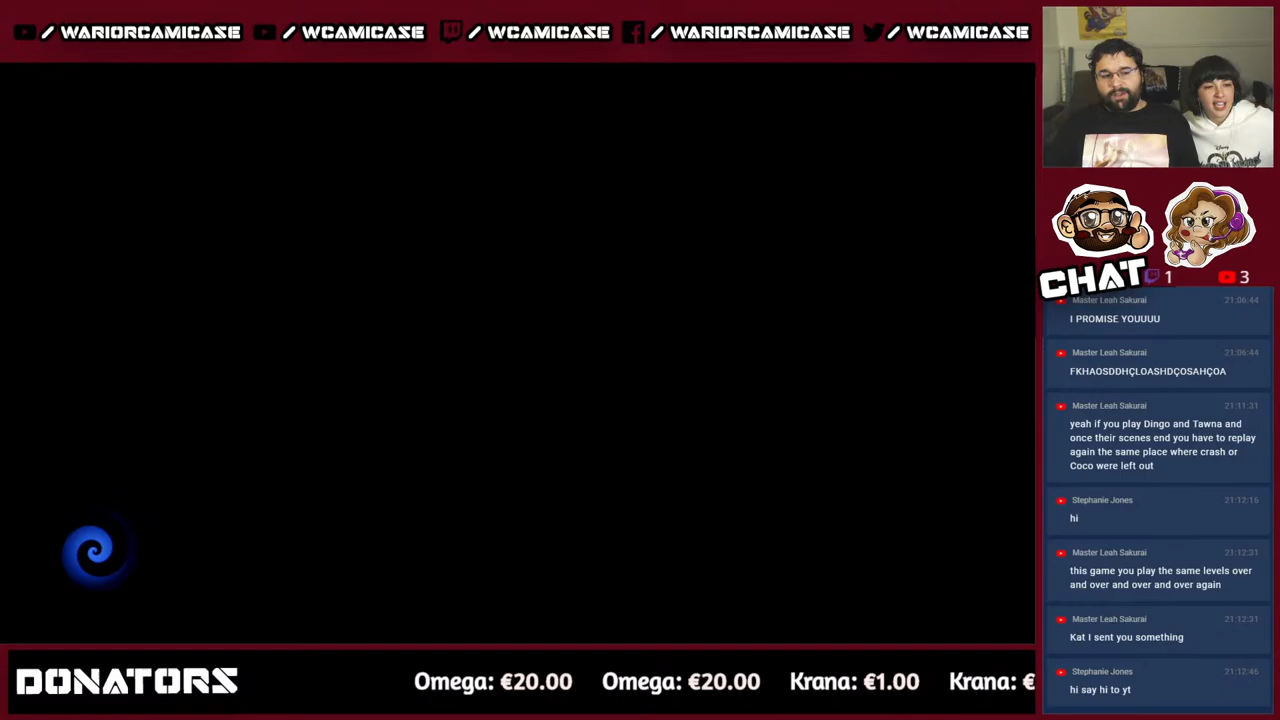 / WARIORCAMICASE / WCAMICASE / WCAMICASE / WARIORCAMICASE / WCAMICASE
CHAT
1 3
Master Leah Sakurai 21:06:44
I PROMISE YOUUUU
Master Leah Sakurai 21:06:44
FKHAOSDDHÇLOASHDÇOSAHÇOA
Master Leah Sakurai 21:11:31
yeah if you play Dingo and Tawna and
once their scenes end you have to replay
again the same place where crash or
Coco were left out
Stephanie Jones 21:12:16
hi
Master Leah Sakurai 21:12:31
this game you play the same levels over
and over and over and over again
Master Leah Sakurai 21:12:31
Kat I sent you something
Stephanie Jones 21:12:46
hi say hi to yt
DONATORS Omega: €20.00 Omega: €20.00 Krana: €1.00 Krana: €